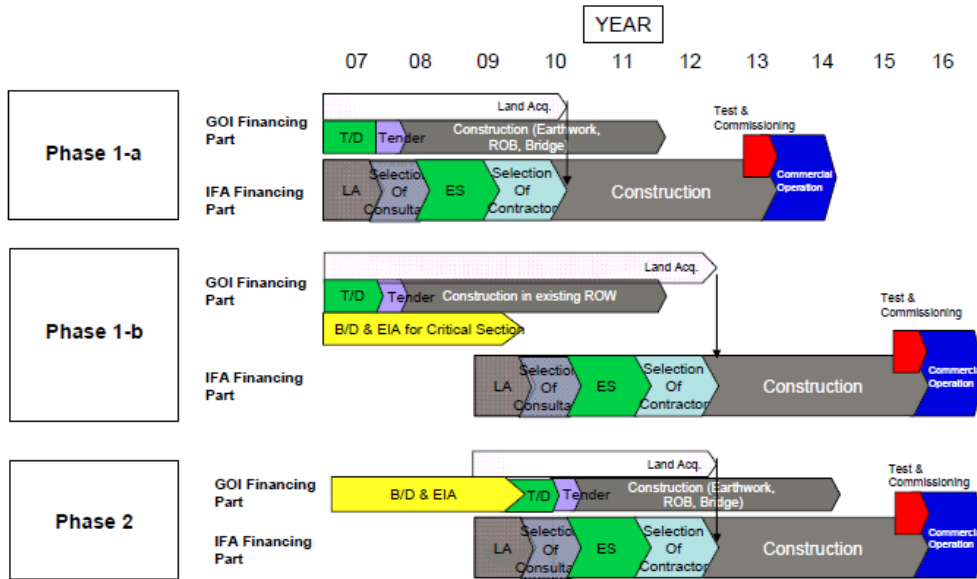 YEAR
07 08 09 10 11 12 13 14 15 16
Phase 1-a
GOI Financing
Part
Land Acq.
T/D
Tender
Construction (Earthwork,
ROB, Bridge)
Test &
Commissioning
IFA Financing
Part
LA
Selection
Of
Consulta
ES
Selection
Of
Contractor
Construction
Commercial
Operation
Phase 1-b
GOI Financing
Part
Land Acq.
T/D
Tender
Construction in existing ROW
B/D & EIA for Critical Section
Test &
Commissioning
IFA Financing
Part
LA
Selection
Of
Consulta
ES
Selection
Of
Contractor
Construction
Commercial
Operation
Phase 2
GOI Financing
Part
Land Acq.
B/D & EIA
T/D
Tender
Construction (Earthwork,
ROB, Bridge)
Test &
Commissioning
IFA Financing
Part
LA
Selection
Of
Consulta
ES
Selection
Of
Contractor
Construction
Commercial
Operation